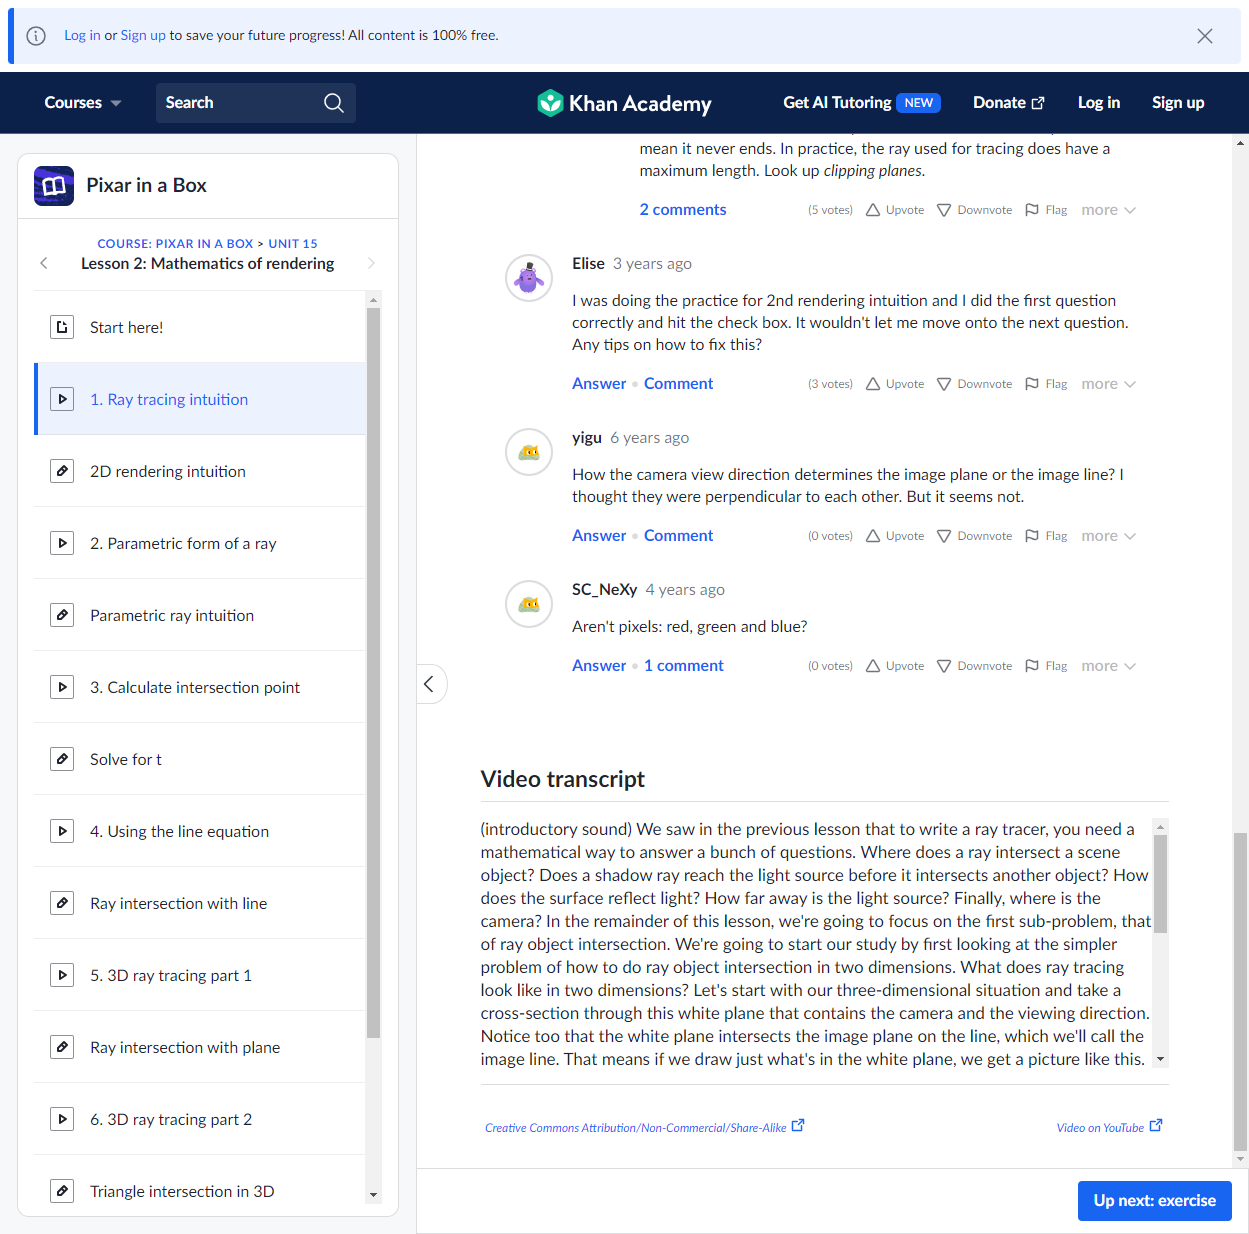 Log in or Sign up to save your future progress! All content is 100% free.
Courses
Search
Khan Academy
Get AI Tutoring NEW
Donate
Log in
Sign up
Pixar in a Box
COURSE: PIXAR IN A BOX > UNIT 15
Lesson 2: Mathematics of rendering
Start here!
1. Ray tracing intuition
2D rendering intuition
2. Parametric form of a ray
Parametric ray intuition
3. Calculate intersection point
Solve for t
4. Using the line equation
Ray intersection with line
5. 3D ray tracing part 1
Ray intersection with plane
6. 3D ray tracing part 2
Triangle intersection in 3D
mean it never ends. In practice, the ray used for tracing does have a
maximum length. Look up clipping planes.
2 comments (5 votes) Upvote Downvote Flag more
Elise 3 years ago
I was doing the practice for 2nd rendering intuition and I did the first question
correctly and hit the check box. It wouldn't let me move onto the next question.
Any tips on how to fix this?
Answer • Comment (3 votes) Upvote Downvote Flag more
yigu 6 years ago
How the camera view direction determines the image plane or the image line? I
thought they were perpendicular to each other. But it seems not.
Answer • Comment (0 votes) Upvote Downvote Flag more
SC_NeXy 4 years ago
Aren't pixels: red, green and blue?
Answer • 1 comment (0 votes) Upvote Downvote Flag more
Video transcript
(introductory sound) We saw in the previous lesson that to write a ray tracer, you need a
mathematical way to answer a bunch of questions. Where does a ray intersect a scene
object? Does a shadow ray reach the light source before it intersects another object? How
does the surface reflect light? How far away is the light source? Finally, where is the
camera? In the remainder of this lesson, we're going to focus on the first sub-problem, that
of ray object intersection. We're going to start our study by first looking at the simpler
problem of how to do ray object intersection in two dimensions. What does ray tracing
look like in two dimensions? Let's start with our three-dimensional situation and take a
cross-section through this white plane that contains the camera and the viewing direction.
Notice too that the white plane intersects the image plane on the line, which we'll call the
image line. That means if we draw just what's in the white plane, we get a picture like this.
Creative Commons Attribution/Non-Commercial/Share-Alike
Video on YouTube
Up next: exercise